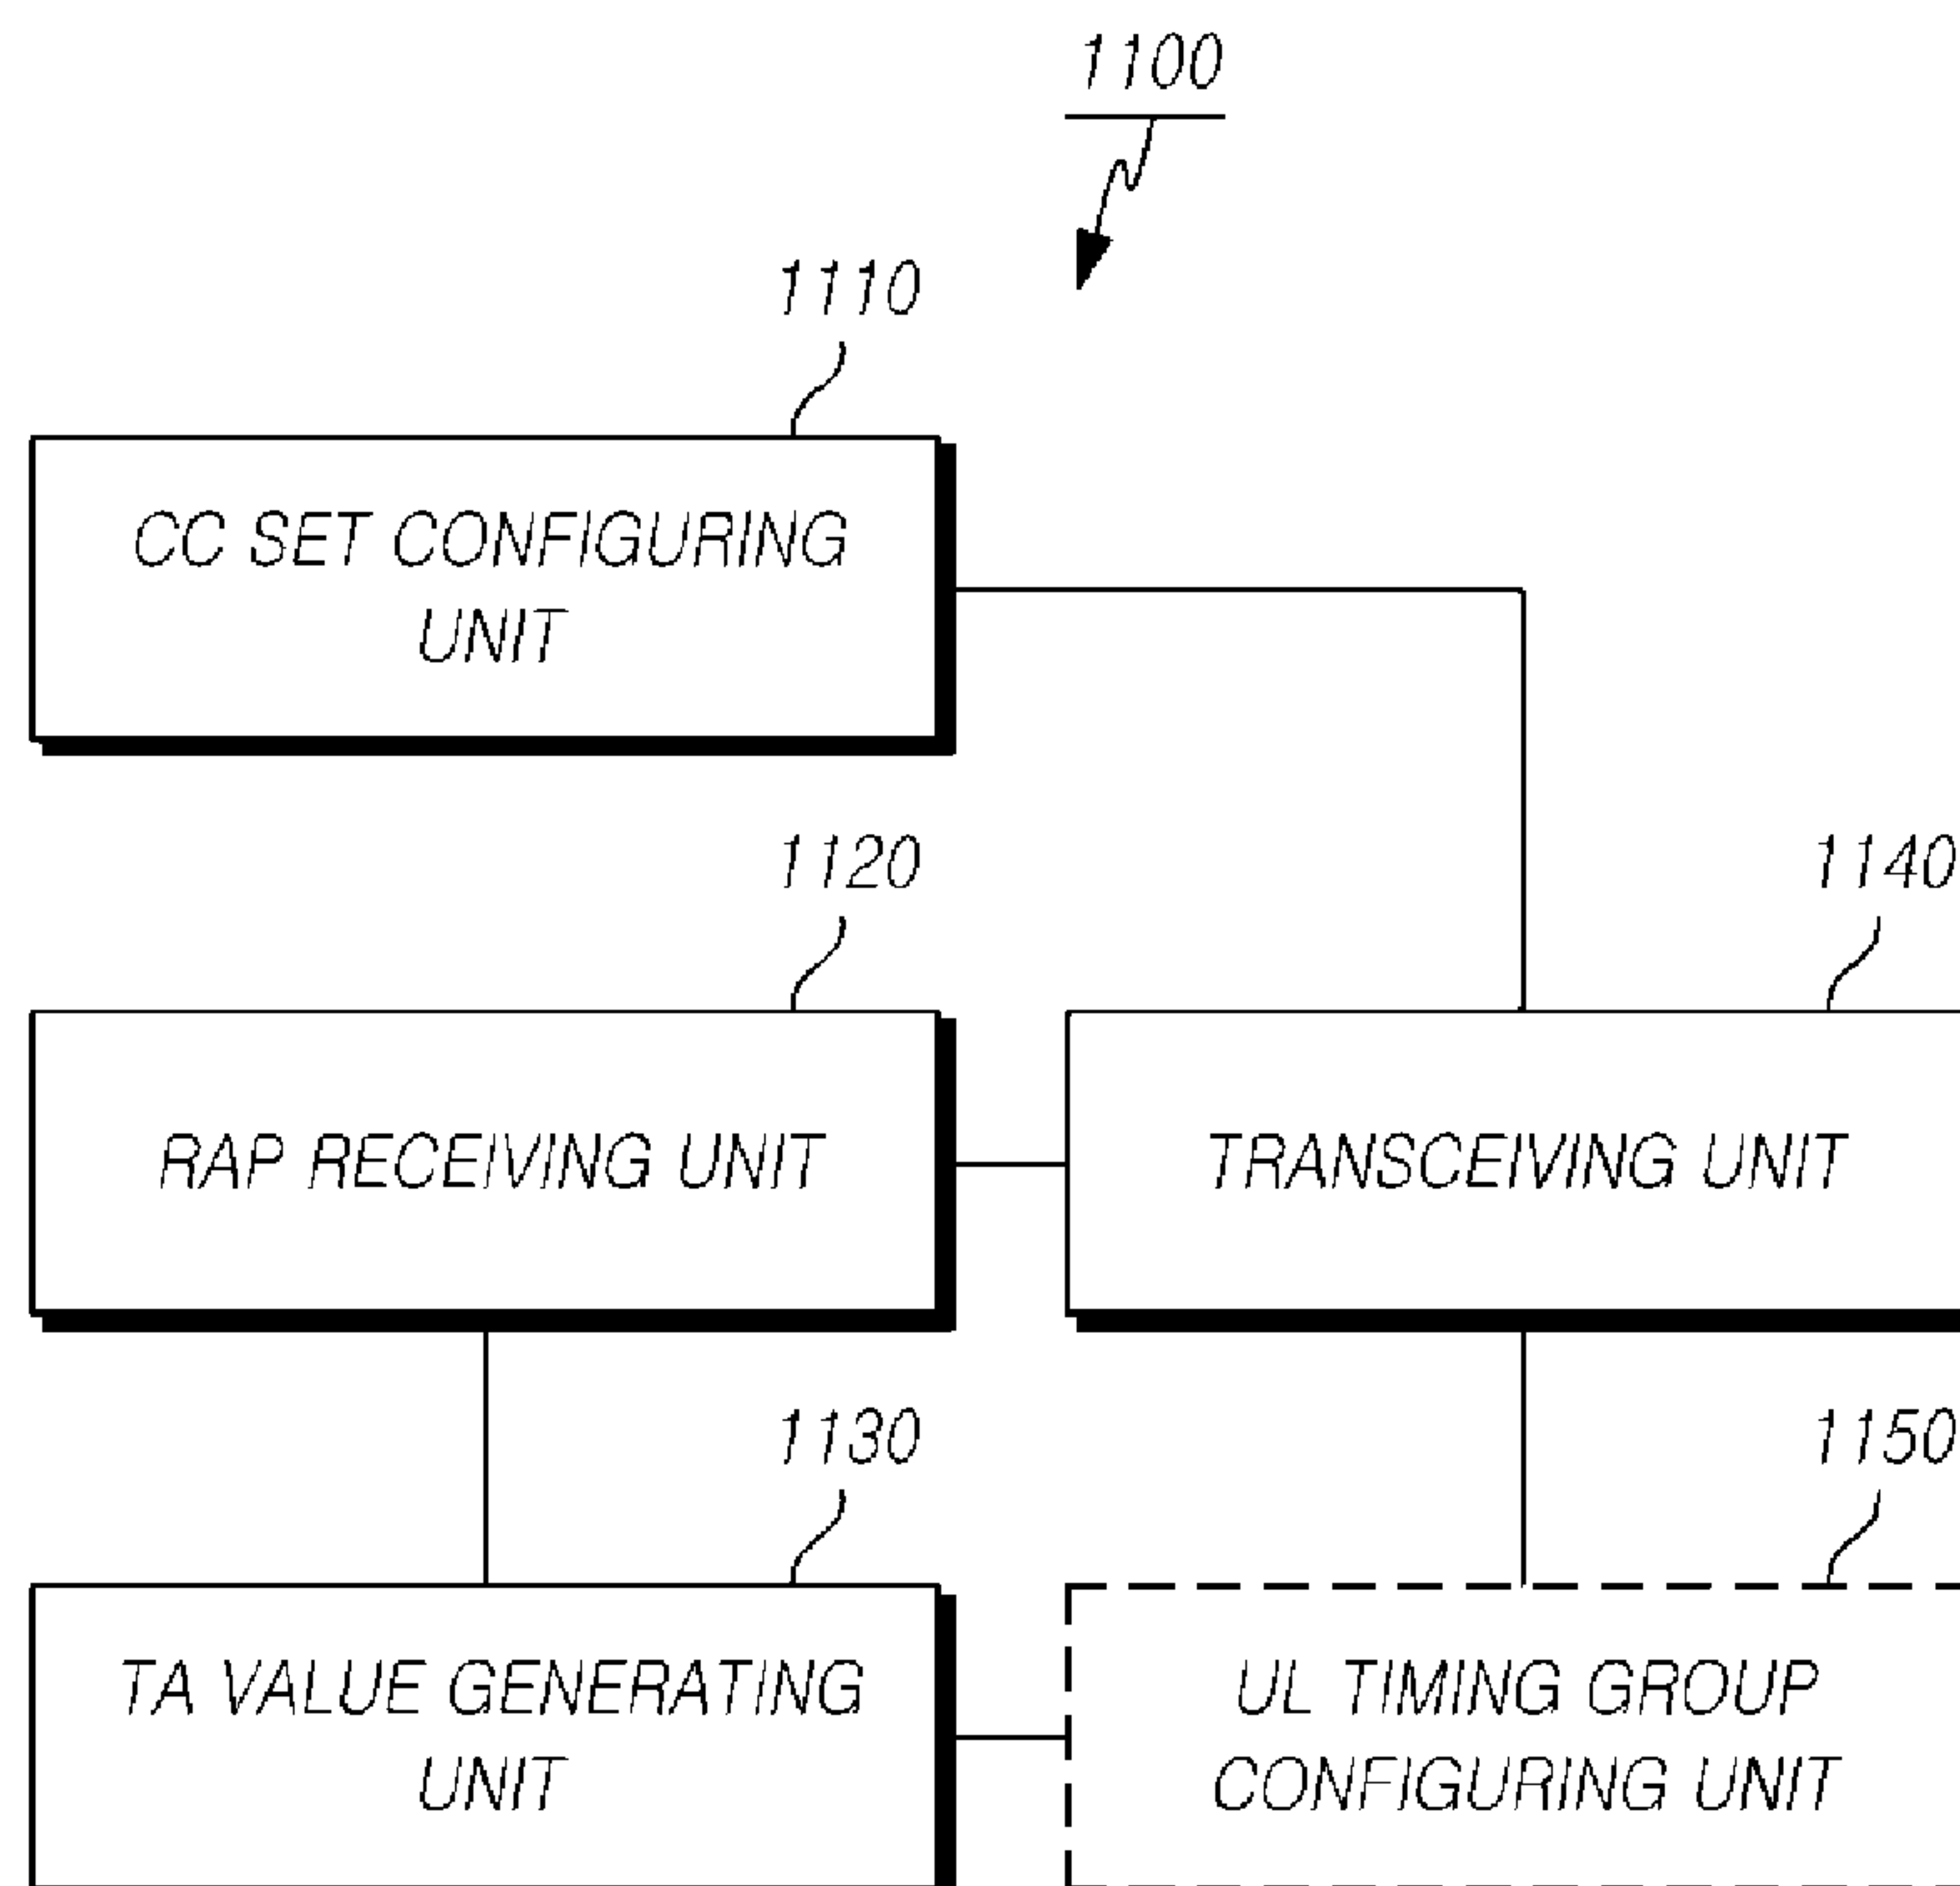 1100
1110
CC SET CONFIGURING
UNIT
1120
1140
RAP RECEIVING UNIT
TRANSCEIVING UNIT
1130
1150
TA VALUE GENERATING
UNIT
UL TIMING GROUP
CONFIGURING UNIT